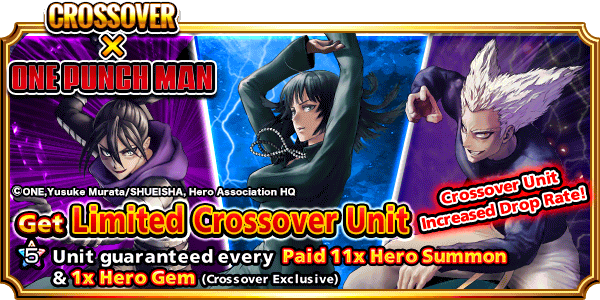 CROSSOVER
×
ONE PUNCH MAN
©ONE,Yusuke Murata/SHUEISHA, Hero Association HQ
Crossover Unit
Increased Drop Rate!
Get Limited Crossover Unit
5 Unit guaranteed every Paid 11x Hero Summon
& 1x Hero Gem (Crossover Exclusive)